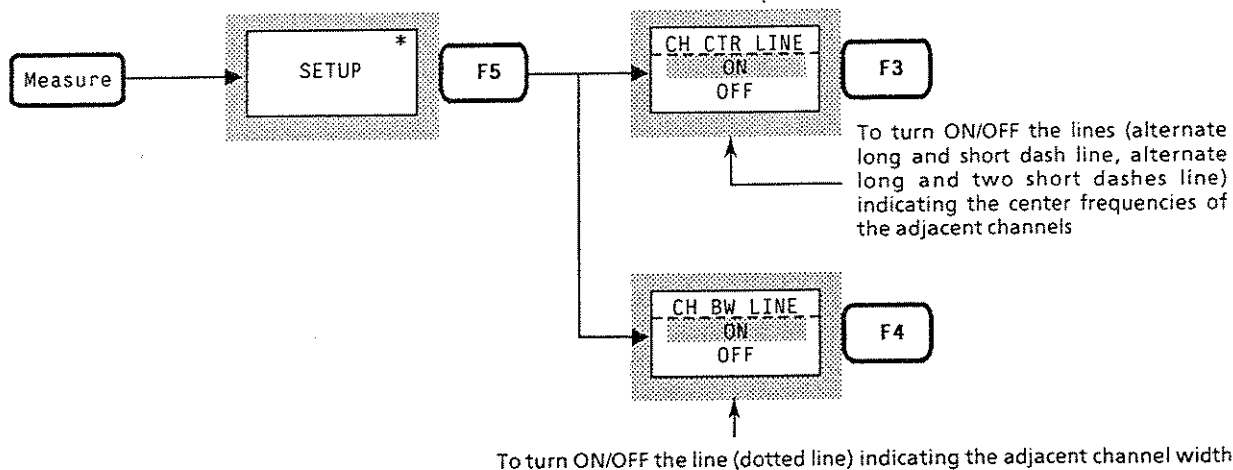 Measure
*
SETUP
F5
CH CTR LINE
ON
OFF
F3
To turn ON/OFF the lines (alternate
long and short dash line, alternate
long and two short dashes line)
indicating the center frequencies of
the adjacent channels
CH BW LINE
ON
OFF
F4
To turn ON/OFF the line (dotted line) indicating the adjacent channel width